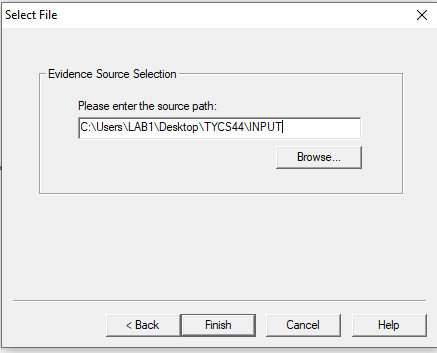 Select File
Evidence Source Selection
Please enter the source path:
C:\Users\LAB1\Desktop\TYCS44\INPUT
Browse...
< Back
Finish
Cancel
Help